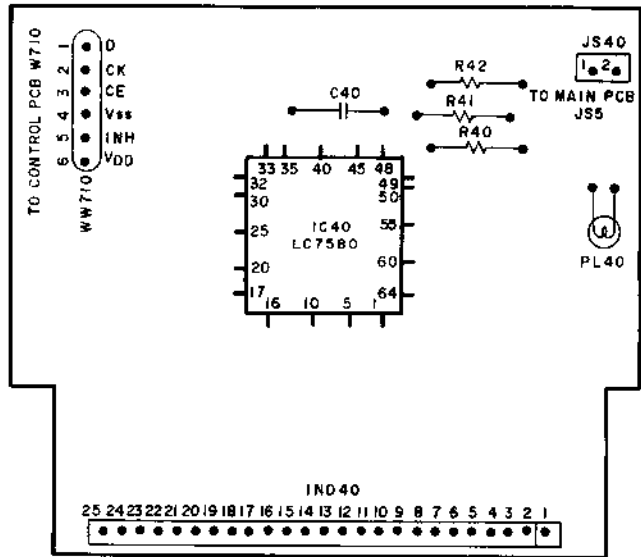 TO CONTROL PCB W710
1 D
2 CK
3 CE
4 Vss
5 INH
6 VDD
WW710
C40
R42
R41
R40
JS40
1 2
TO MAIN PCB
JS5
PL40
33 35 40 45 48
32
30
25
20
17
IC40
LC7580
49
50
55
60
64
16 10 5 1
IND40
25 24 23 22 21 20 19 18 17 16 15 14 13 12 11 10 9 8 7 6 5 4 3 2 1